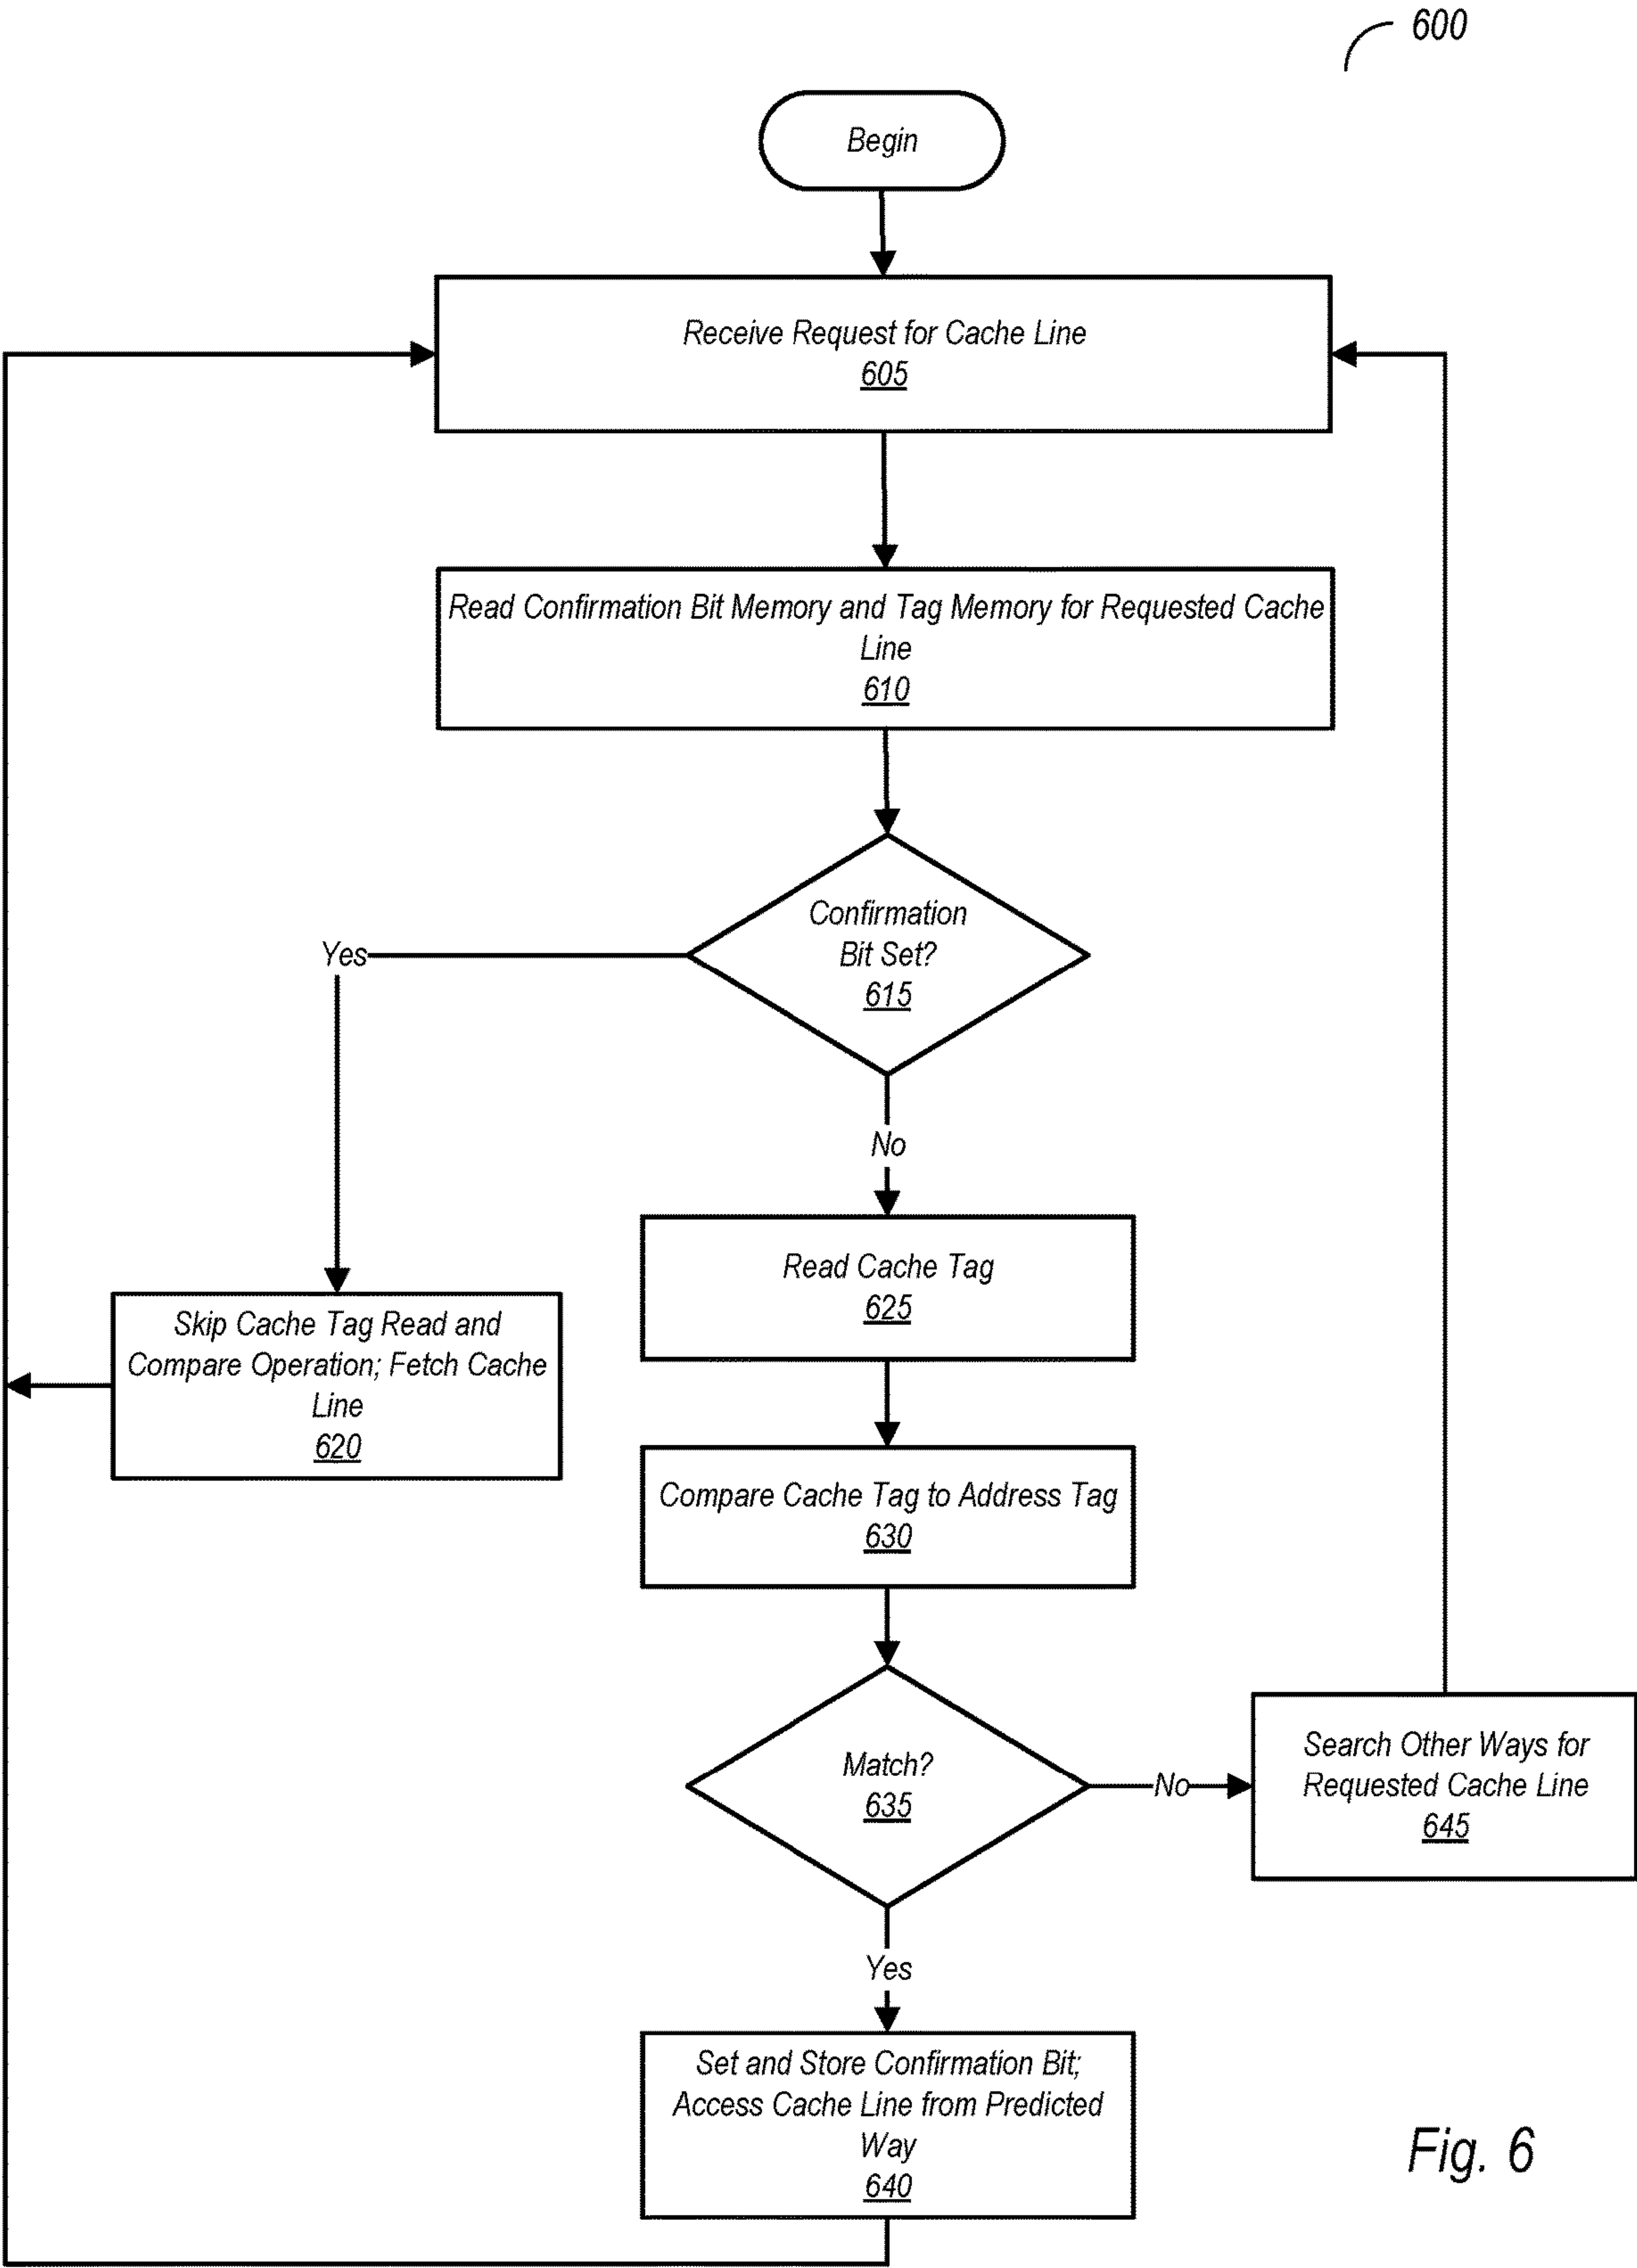 600
Begin
Receive Request for Cache Line
605
Read Confirmation Bit Memory and Tag Memory for Requested Cache
Line
610
Confirmation
Bit Set?
615
Yes
No
Read Cache Tag
625
Skip Cache Tag Read and
Compare Operation; Fetch Cache
Line
620
Compare Cache Tag to Address Tag
630
Match?
635
No
Search Other Ways for
Requested Cache Line
645
Yes
Set and Store Confirmation Bit;
Access Cache Line from Predicted
Way
640
Fig. 6